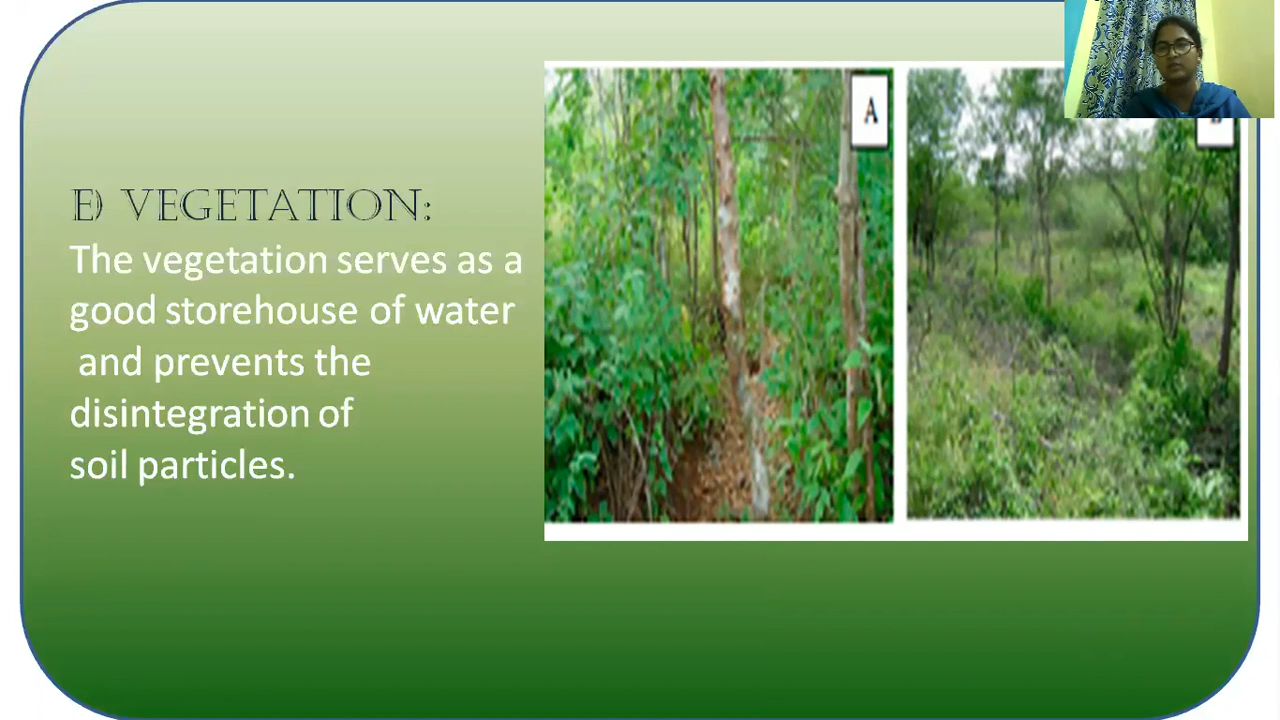 E) VEGETATION:
The vegetation serves as a
good storehouse of water
and prevents the
disintegration of
soil particles.
A